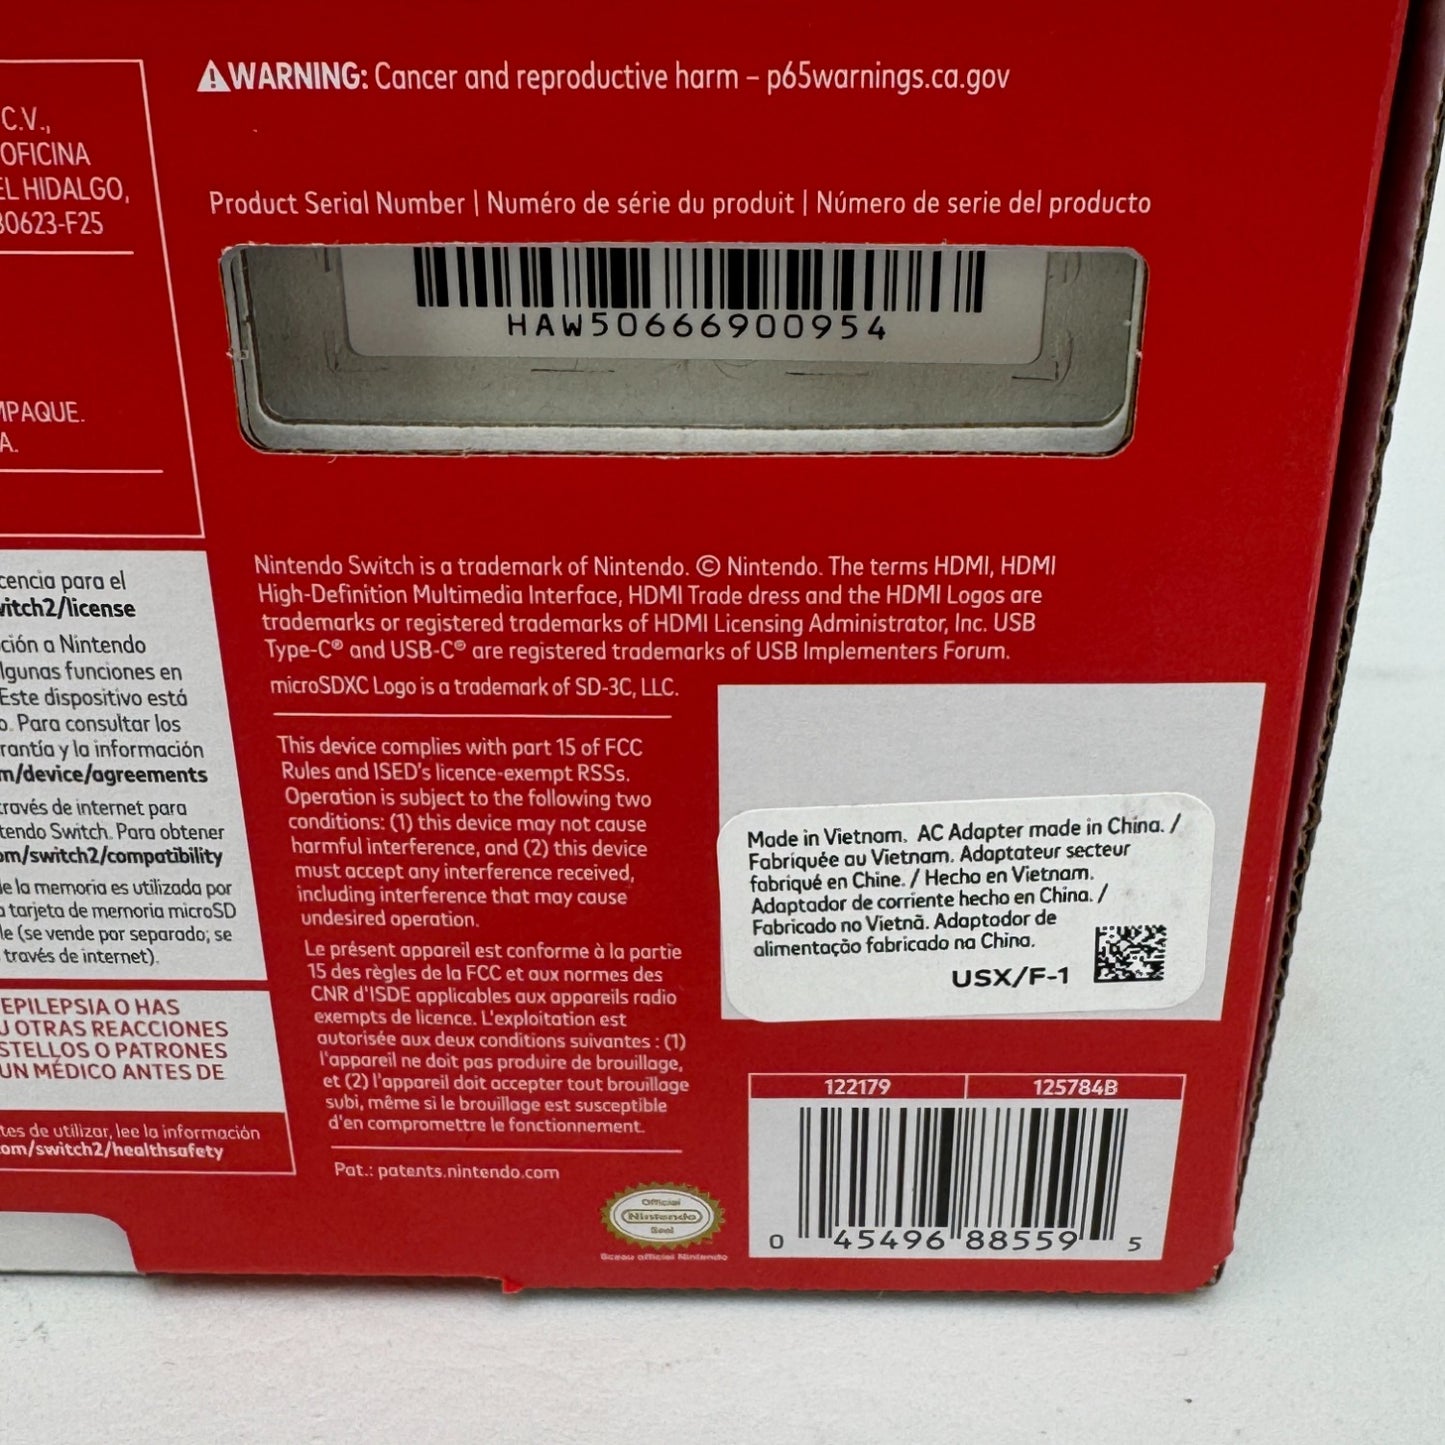 C.V.,
OFICINA
EL HIDALGO,
30623-F25
MPAQUE.
A.
cencia para el
witch2/license
ción a Nintendo
lgunas funciones en
Este dispositivo está
o. Para consultar los
rantía y la información
m/device/agreements
través de internet para
tendo Switch. Para obtener
om/switch2/compatibility
de la memoria es utilizada por
a tarjeta de memoria microSD
le (se vende por separado; se
través de internet).
EPILEPSIA O HAS
U OTRAS REACCIONES
STELLOS O PATRONES
UN MÉDICO ANTES DE
tes de utilizar, lee la información
com/switch2/healthsafety
⚠WARNING: Cancer and reproductive harm – p65warnings.ca.gov
Product Serial Number | Numéro de série du produit | Número de serie del producto
HAW50666900954
Nintendo Switch is a trademark of Nintendo. © Nintendo. The terms HDMI, HDMI
High-Definition Multimedia Interface, HDMI Trade dress and the HDMI Logos are
trademarks or registered trademarks of HDMI Licensing Administrator, Inc. USB
Type-C® and USB-C® are registered trademarks of USB Implementers Forum.
microSDXC Logo is a trademark of SD-3C, LLC.
This device complies with part 15 of FCC
Rules and ISED's licence-exempt RSSs.
Operation is subject to the following two
conditions: (1) this device may not cause
harmful interference, and (2) this device
must accept any interference received,
including interference that may cause
undesired operation.
Le présent appareil est conforme à la partie
15 des règles de la FCC et aux normes des
CNR d'ISDE applicables aux appareils radio
exempts de licence. L'exploitation est
autorisée aux deux conditions suivantes : (1)
l'appareil ne doit pas produire de brouillage,
et (2) l'appareil doit accepter tout brouillage
subi, même si le brouillage est susceptible
d'en compromettre le fonctionnement.
Pat.: patents.nintendo.com
Made in Vietnam. AC Adapter made in China. /
Fabriquée au Vietnam. Adaptateur secteur
fabriqué en Chine. / Hecho en Vietnam.
Adaptador de corriente hecho en China. /
Fabricado no Vietnã. Adaptador de
alimentação fabricado na China.
USX/F-1
Official
Nintendo
Seal
Sceau officiel Nintendo
122179 125784B
0 45496 88559 5